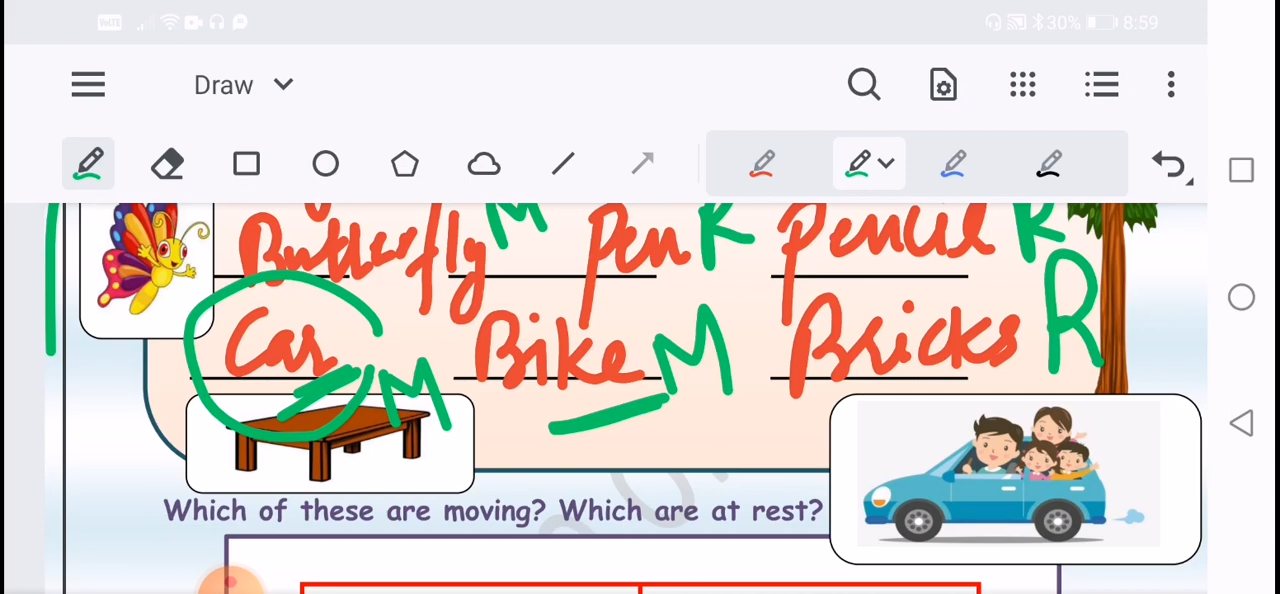 Vo)) 30% 8:59
Draw
Butterfly M Pen R Pencil R
Car M Bike M Bricks R
Which of these are moving? Which are at rest?